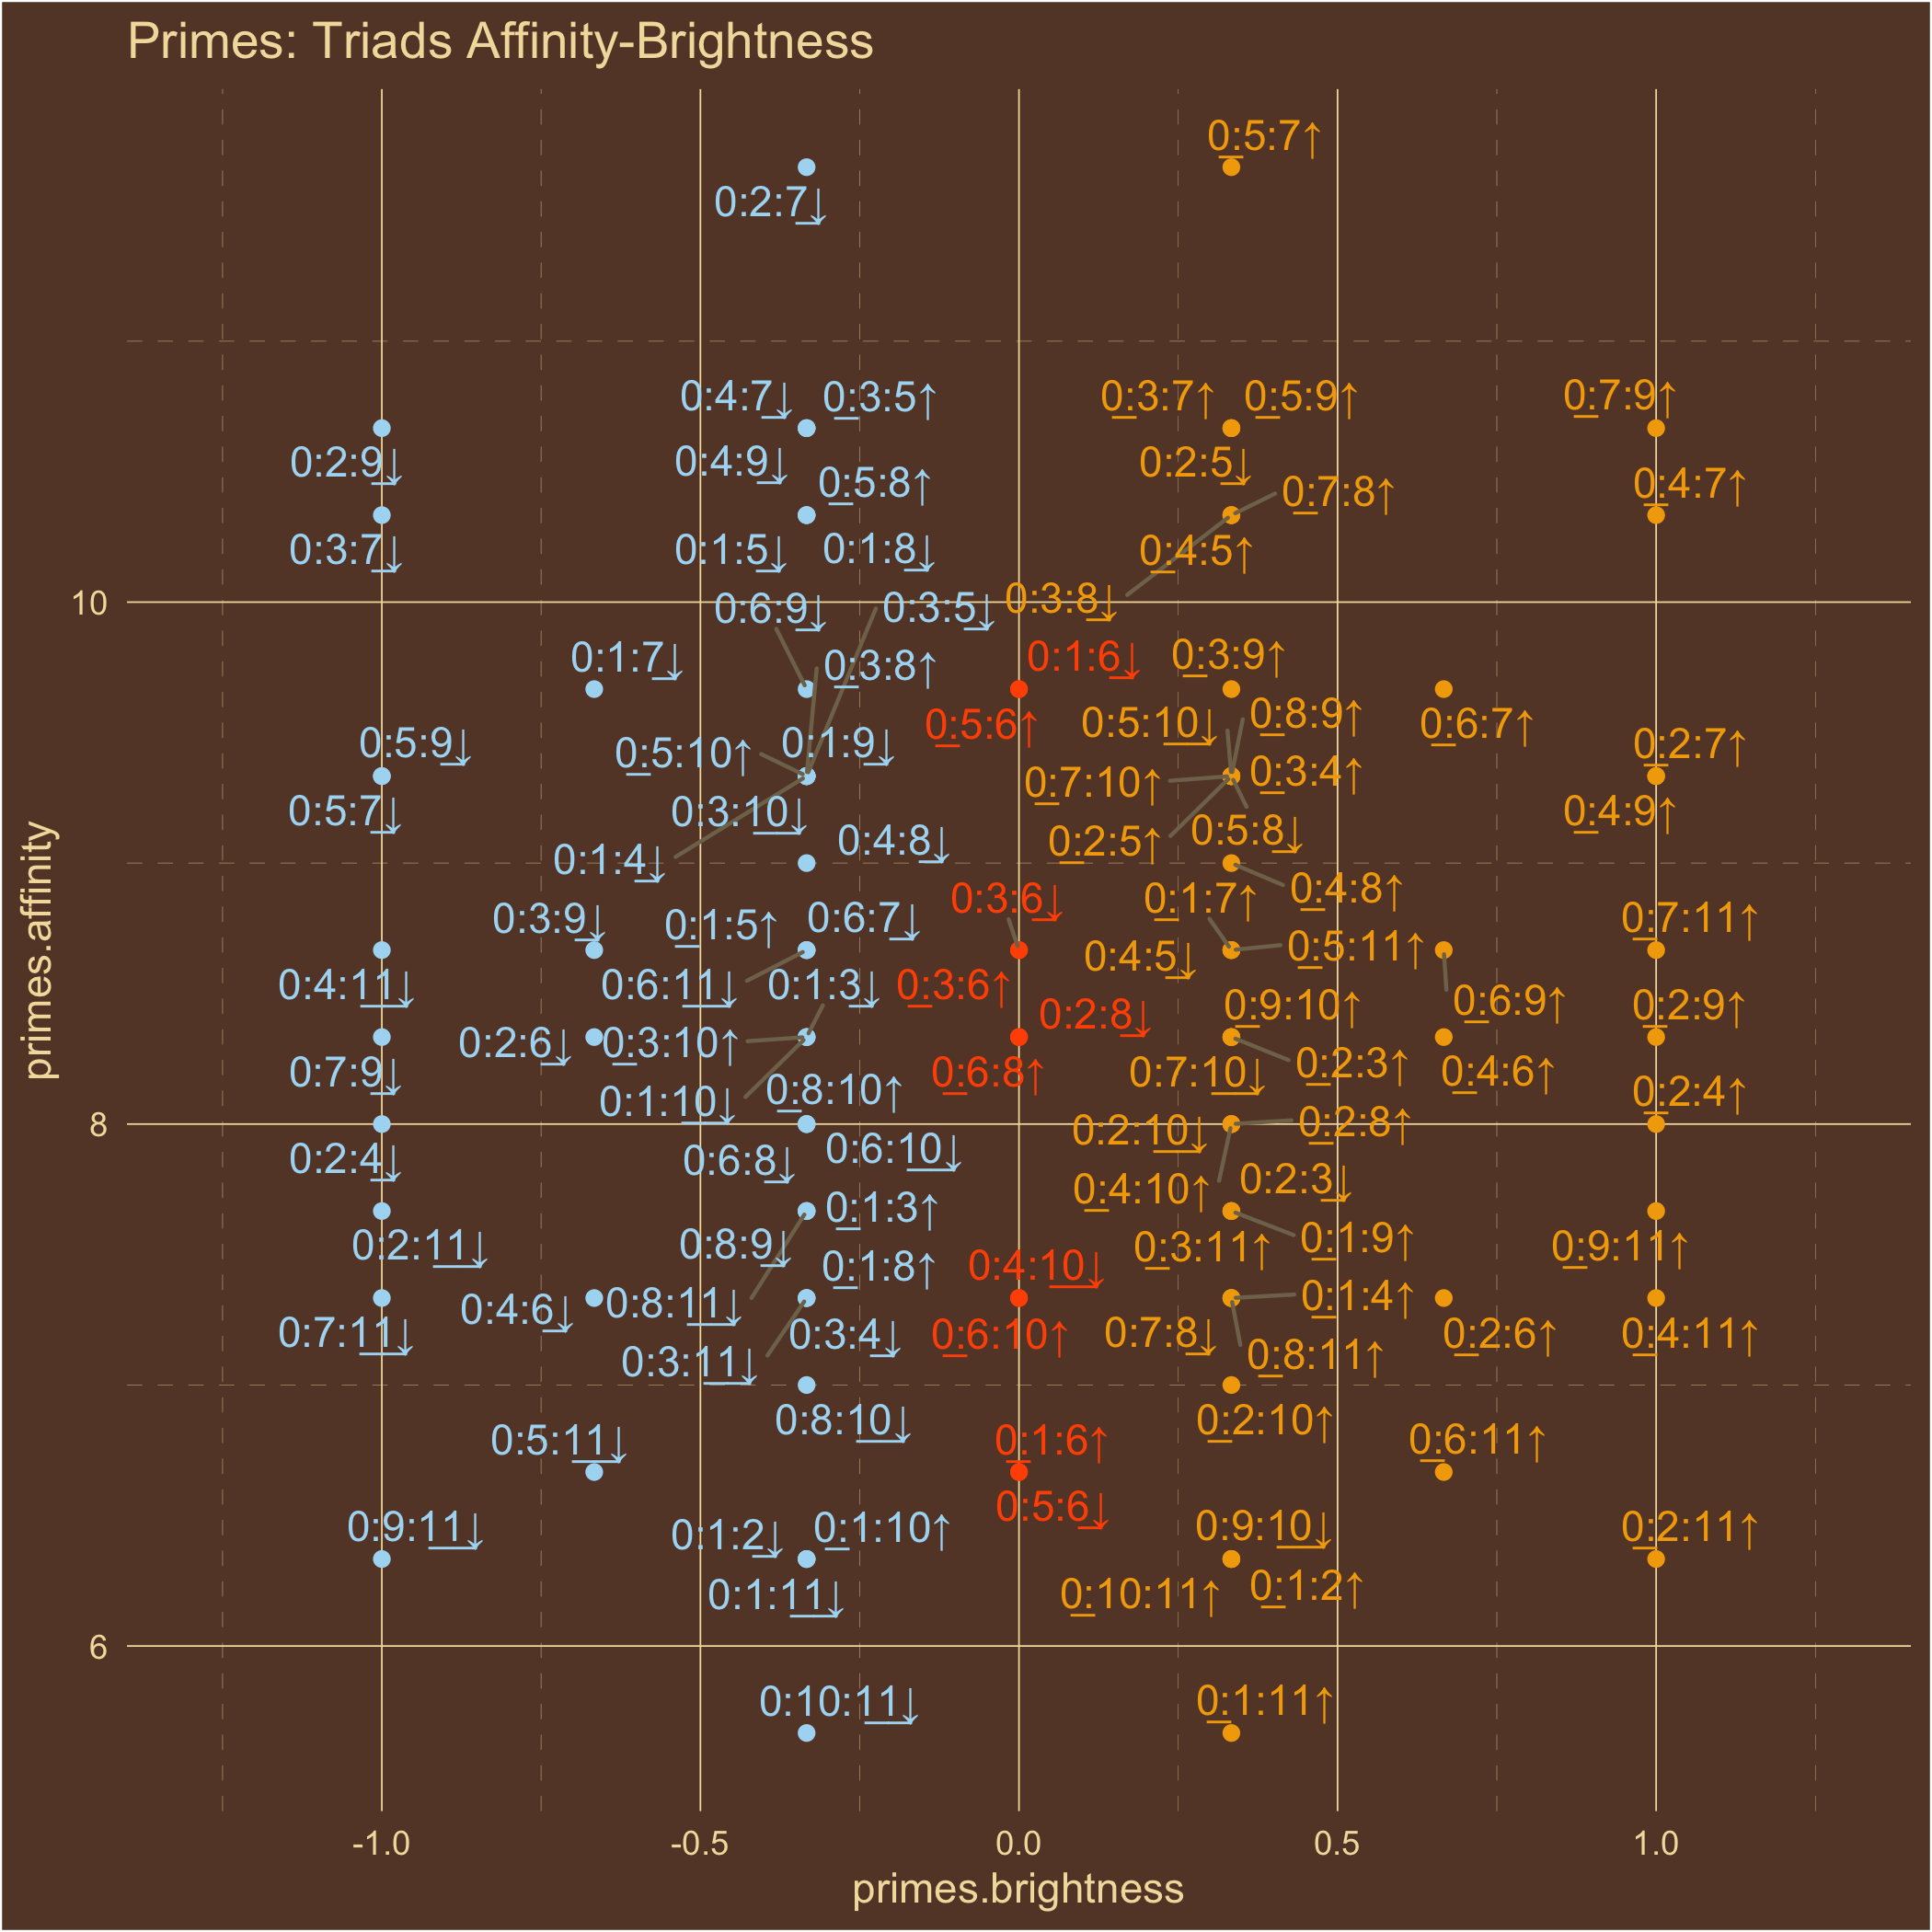 Primes: Triads Affinity-Brightness
0:5:7↑
0:2:7↓
0:4:7↓ 0:3:5↑ 0:3:7↑ 0:5:9↑ 0:7:9↑
0:2:9↓ 0:4:9↓ 0:5:8↑ 0:2:5↓ 0:7:8↑ 0:4:7↑
0:3:7↓ 0:1:5↓ 0:1:8↓ 0:4:5↑
10
0:6:9↓ 0:3:5↓ 0:3:8↓
0:1:7↓ 0:3:8↑ 0:1:6↓ 0:3:9↑
0:5:9↓ 0:5:10↑ 0:1:9↓ 0:5:6↑ 0:5:10↓ 0:8:9↑ 0:6:7↑ 0:2:7↑
0:5:7↓ 0:3:10↓ 0:7:10↑ 0:3:4↑ 0:4:9↑
0:1:4↓ 0:4:8↓ 0:2:5↑ 0:5:8↓
0:3:9↓ 0:1:5↑ 0:6:7↓ 0:3:6↓ 0:1:7↑ 0:4:8↑ 0:7:11↑
0:4:11↓ 0:6:11↓ 0:1:3↓ 0:3:6↑ 0:4:5↓ 0:5:11↑
0:2:6↓ 0:3:10↑ 0:2:8↓ 0:9:10↑ 0:6:9↑ 0:2:9↑
0:7:9↓ 0:1:10↓ 0:8:10↑ 0:6:8↑ 0:7:10↓ 0:2:3↑ 0:4:6↑ 0:2:4↑
8
0:2:4↓ 0:6:8↓ 0:6:10↓ 0:2:10↓ 0:2:8↑
0:1:3↑ 0:4:10↑ 0:2:3↓
0:2:11↓ 0:8:9↓ 0:1:8↑ 0:4:10↓ 0:3:11↑ 0:1:9↑ 0:9:11↑
0:7:11↓ 0:4:6↓ 0:8:11↓ 0:3:4↓ 0:6:10↑ 0:7:8↓ 0:1:4↑ 0:2:6↑ 0:4:11↑
0:3:11↓ 0:8:11↑
0:5:11↓ 0:8:10↓ 0:1:6↑ 0:2:10↑ 0:6:11↑
0:9:11↓ 0:1:2↓ 0:1:10↑ 0:5:6↓ 0:9:10↓ 0:2:11↑
0:1:11↓ 0:10:11↑ 0:1:2↑
6
0:10:11↓ 0:1:11↑
-1.0 -0.5 0.0 0.5 1.0
primes.brightness
primes.affinity